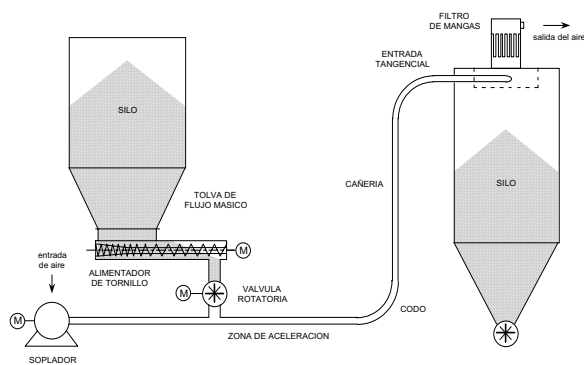 FILTRO
DE MANGAS
salida del aire
ENTRADA
TANGENCIAL
SILO
CAÑERIA
SILO
TOLVA DE
FLUJO MASICO
M
entrada
de aire
ALIMENTADOR
DE TORNILLO
M
VALVULA
ROTATORIA
M
CODO
ZONA DE ACELERACION
SOPLADOR